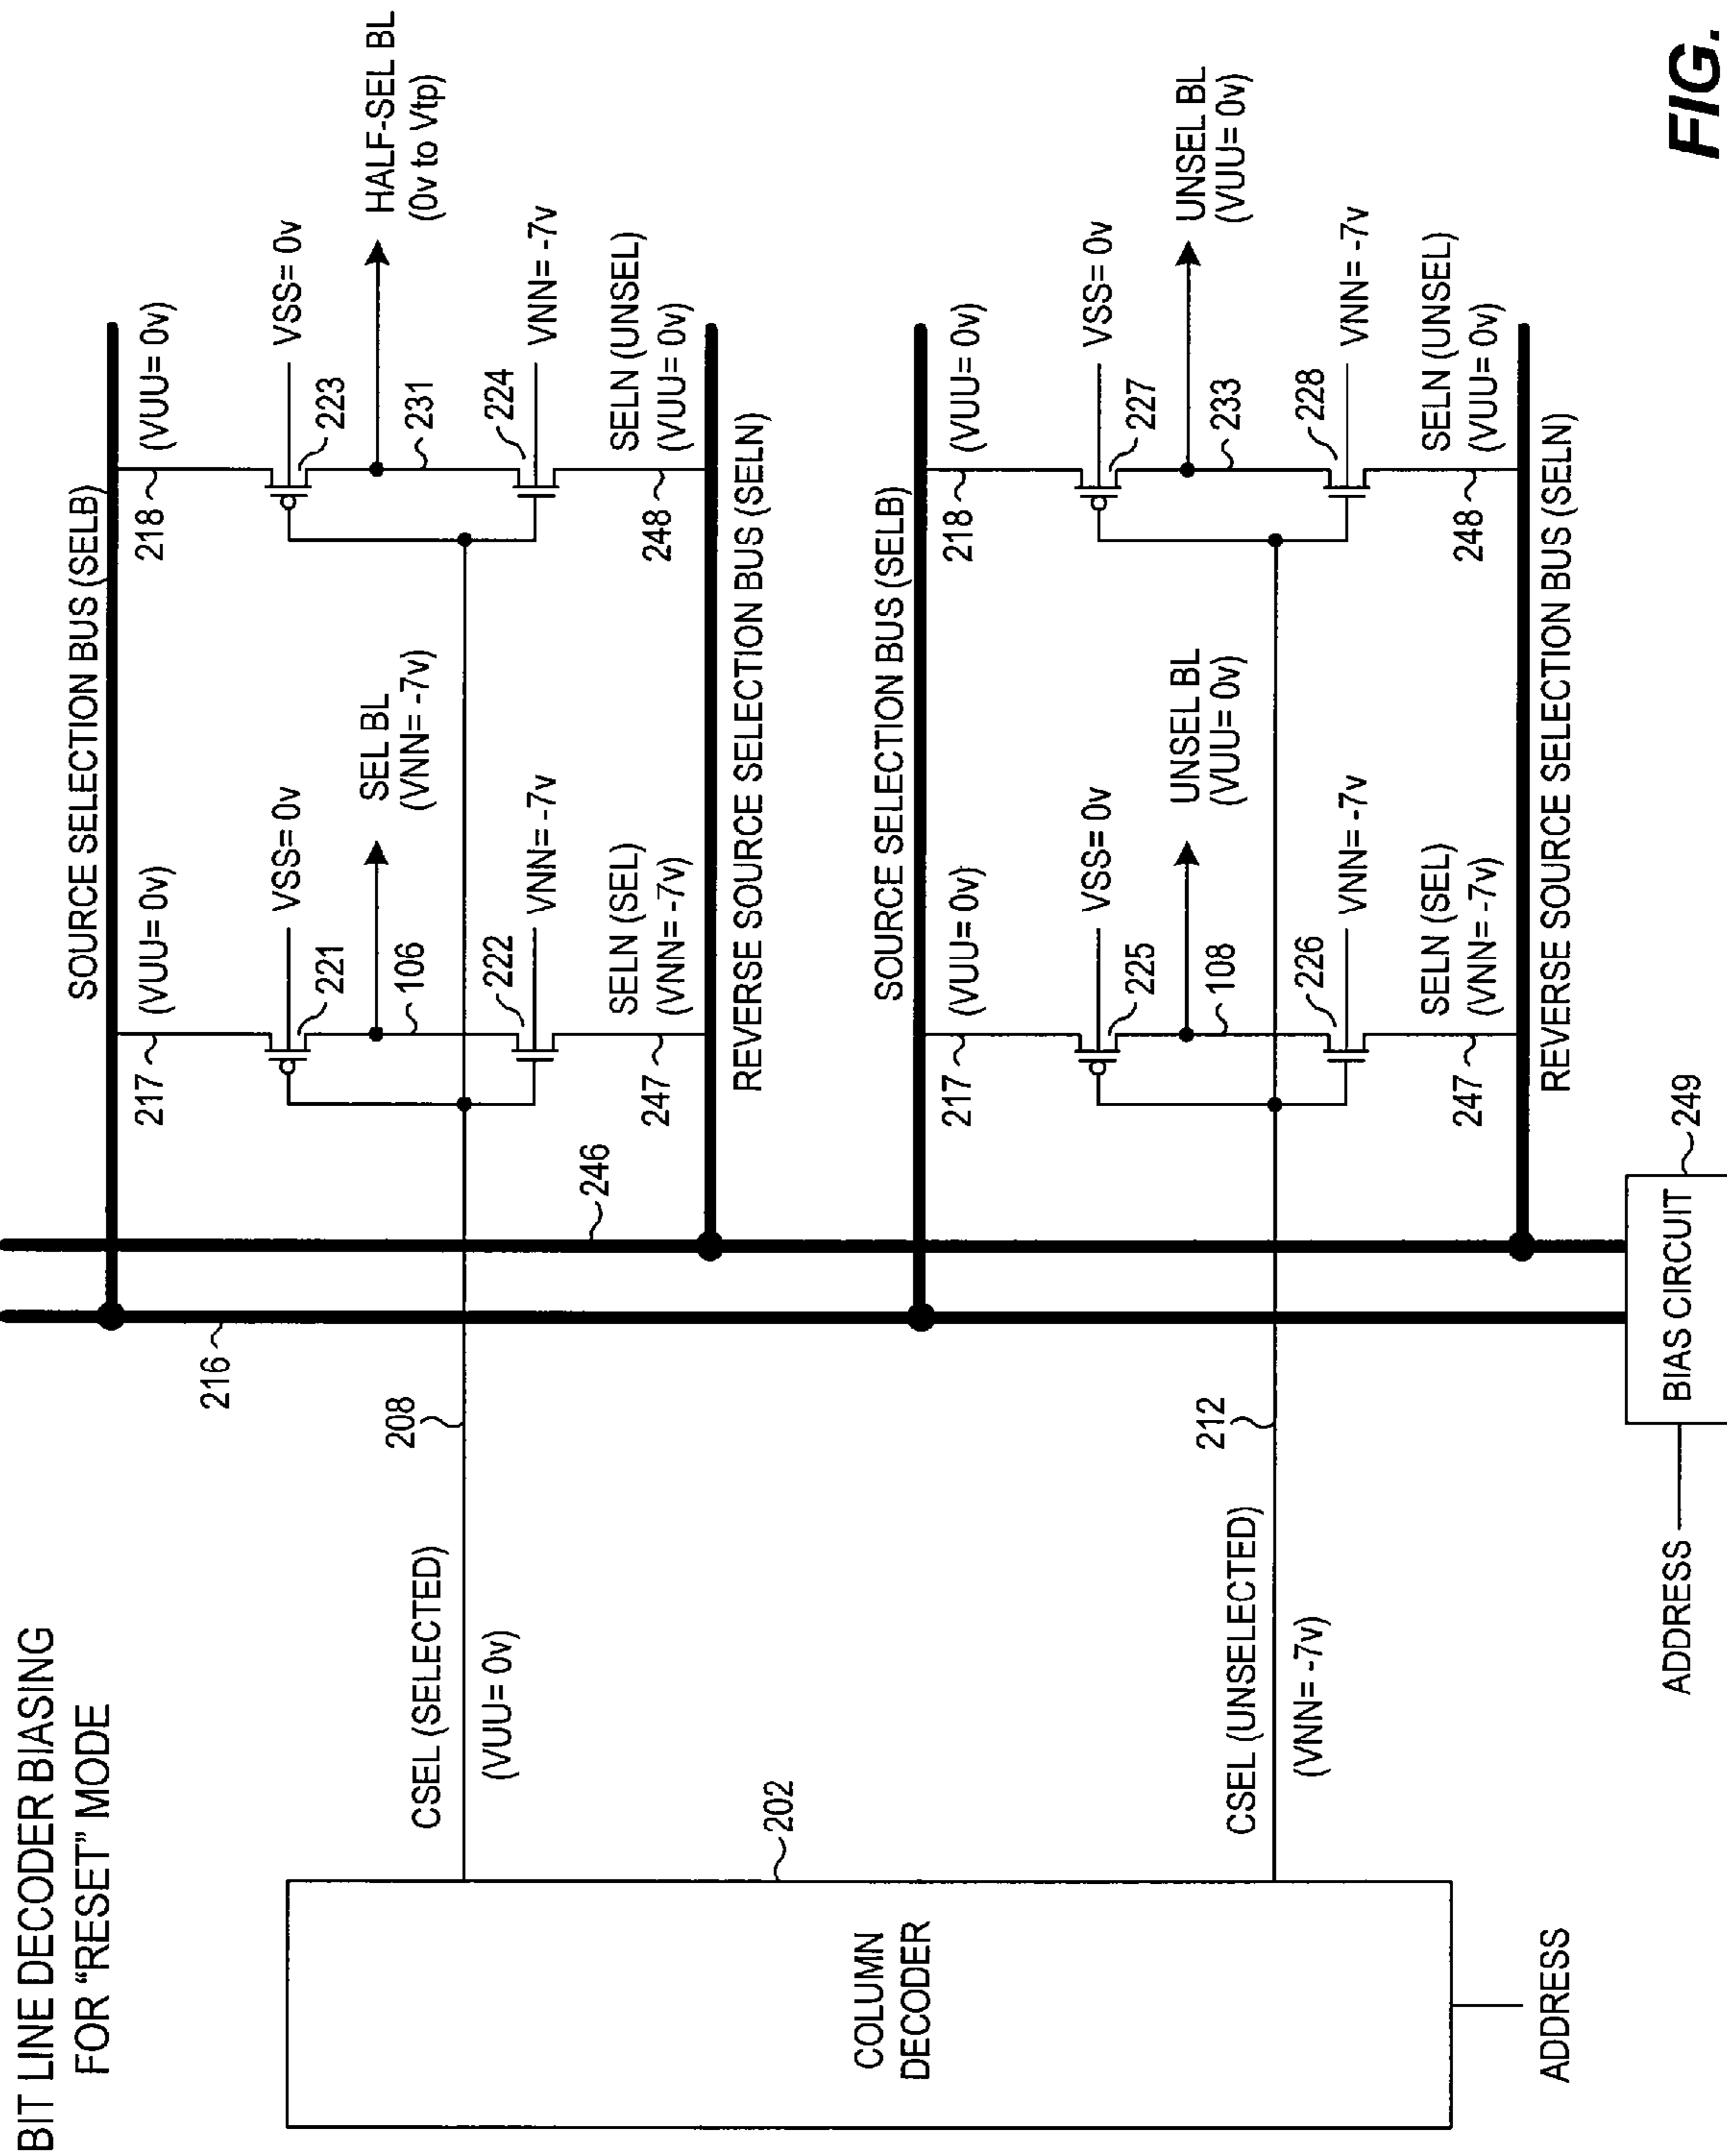 BIT LINE DECODER BIASING
FOR “RESET” MODE
SOURCE SELECTION BUS (SELB)
217
(VUU= 0v)
218
(VUU= 0v)
VSS= 0v
221
VSS= 0v
223
SEL BL
(VNN= -7v)
106
HALF-SEL BL
(0v to Vtp)
231
222
VNN= -7v
224
VNN= -7v
247
SELN (SEL)
(VNN= -7v)
248
SELN (UNSEL)
(VUU= 0v)
REVERSE SOURCE SELECTION BUS (SELN)
216
246
208
CSEL (SELECTED)
(VUU= 0v)
202
COLUMN
DECODER
ADDRESS
SOURCE SELECTION BUS (SELB)
217
(VUU= 0v)
218
(VUU= 0v)
VSS=0v
225
VSS= 0v
227
UNSEL BL
(VUU= 0v)
108
UNSEL BL
(VUU= 0v)
233
226
VNN= -7v
228
VNN= -7v
247
SELN (SEL)
(VNN= -7v)
248
SELN (UNSEL)
(VUU= 0v)
REVERSE SOURCE SELECTION BUS (SELN)
212
CSEL (UNSELECTED)
(VNN= -7v)
ADDRESS
BIAS CIRCUIT
249
FIG.